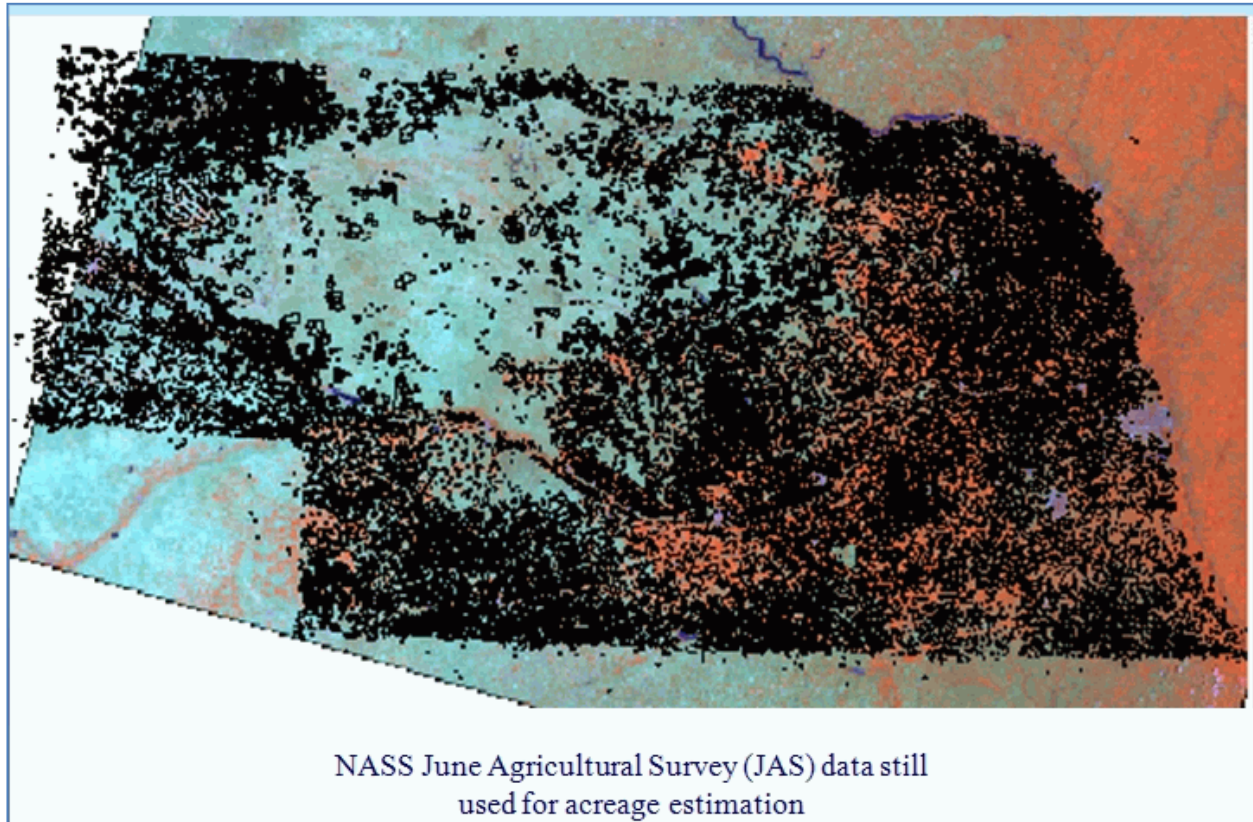 NASS June Agricultural Survey (JAS) data still
used for acreage estimation